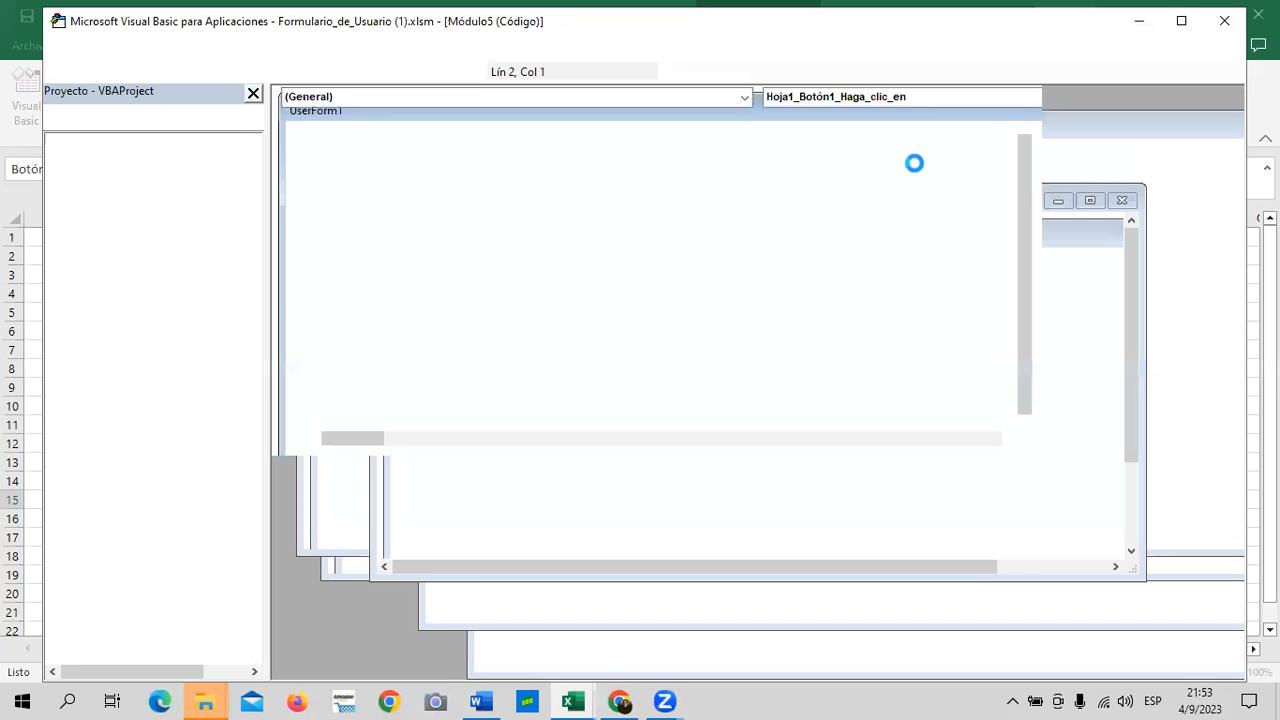 Microsoft Visual Basic para Aplicaciones - Formulario_de_Usuario (1).xlsm - [Módulo5 (Código)]
Archi
Lín 2, Col 1
Proyecto - VBAProject
(General)
Hoja1_Botón1_Haga_clic_en
UserForm1
Visual
Basic
Botón
1
2
3
4
5
6
7
8
9
10
11
12
13
14
15
16
17
18
19
20
21
22
Listo
100%
ESP
21:53
4/9/2023